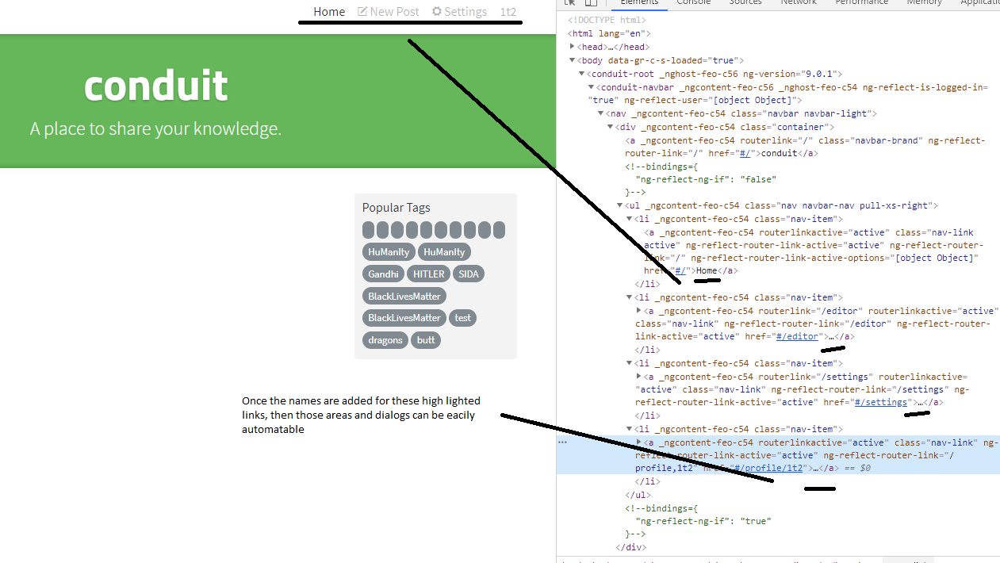 Home New Post Settings 1t2
conduit
A place to share your knowledge.
Popular Tags
HuManIty HuManIty
Gandhi HITLER SIDA
BlackLivesMatter
BlackLivesMatter test
dragons butt
Once the names are added for these high lighted
links, then those areas and dialogs can be eacily
automatable
Elements Console Sources Network Performance Memory Applicatio
<!DOCTYPE html>
<html lang="en">
<head>…</head>
<body data-gr-c-s-loaded="true">
<conduit-root _nghost-feo-c56 ng-version="9.0.1">
<conduit-navbar _ngcontent-feo-c56 _nghost-feo-c54 ng-reflect-is-logged-in=
"true" ng-reflect-user="[object Object]">
<nav _ngcontent-feo-c54 class="navbar navbar-light">
<div _ngcontent-feo-c54 class="container">
<a _ngcontent-feo-c54 routerlink="/" class="navbar-brand" ng-reflect-
router-link="/" href="#/">conduit</a>
<!--bindings={
"ng-reflect-ng-if": "false"
}-->
<ul _ngcontent-feo-c54 class="nav navbar-nav pull-xs-right">
<li _ngcontent-feo-c54 class="nav-item">
<a _ngcontent-feo-c54 routerlinkactive="active" class="nav-link
active" ng-reflect-router-link-active="active" ng-reflect-router-
link="/" ng-reflect-router-link-active-options="[object Object]"
href="#/">Home</a>
</li>
<li _ngcontent-feo-c54 class="nav-item">
<a _ngcontent-feo-c54 routerlink="/editor" routerlinkactive="active"
class="nav-link" ng-reflect-router-link="/editor" ng-reflect-router-
link-active="active" href="#/editor">…</a>
</li>
<li _ngcontent-feo-c54 class="nav-item">
<a _ngcontent-feo-c54 routerlink="/settings" routerlinkactive=
"active" class="nav-link" ng-reflect-router-link="/settings" ng-
reflect-router-link-active="active" href="#/settings">…</a>
</li>
<li _ngcontent-feo-c54 class="nav-item">
<a _ngcontent-feo-c54 routerlinkactive="active" class="nav-link" ng-
reflect-router-link-active="active" ng-reflect-router-link="/
profile,1t2" href="#/profile/1t2">…</a> == $0
</li>
</ul>
<!--bindings={
"ng-reflect-ng-if": "true"
}-->
</div>